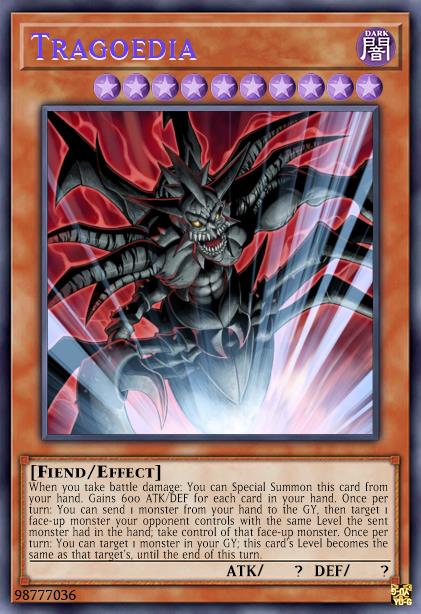 TRAGOEDIA
DARK
闇
[FIEND/EFFECT]
When you take battle damage: You can Special Summon this card from
your hand. Gains 600 ATK/DEF for each card in your hand. Once per
turn: You can send 1 monster from your hand to the GY, then target 1
face-up monster your opponent controls with the same Level the sent
monster had in the hand; take control of that face-up monster. Once per
turn: You can target 1 monster in your GY; this card's Level becomes the
same as that target's, until the end of this turn.
ATK/ ? DEF/ ?
98777036